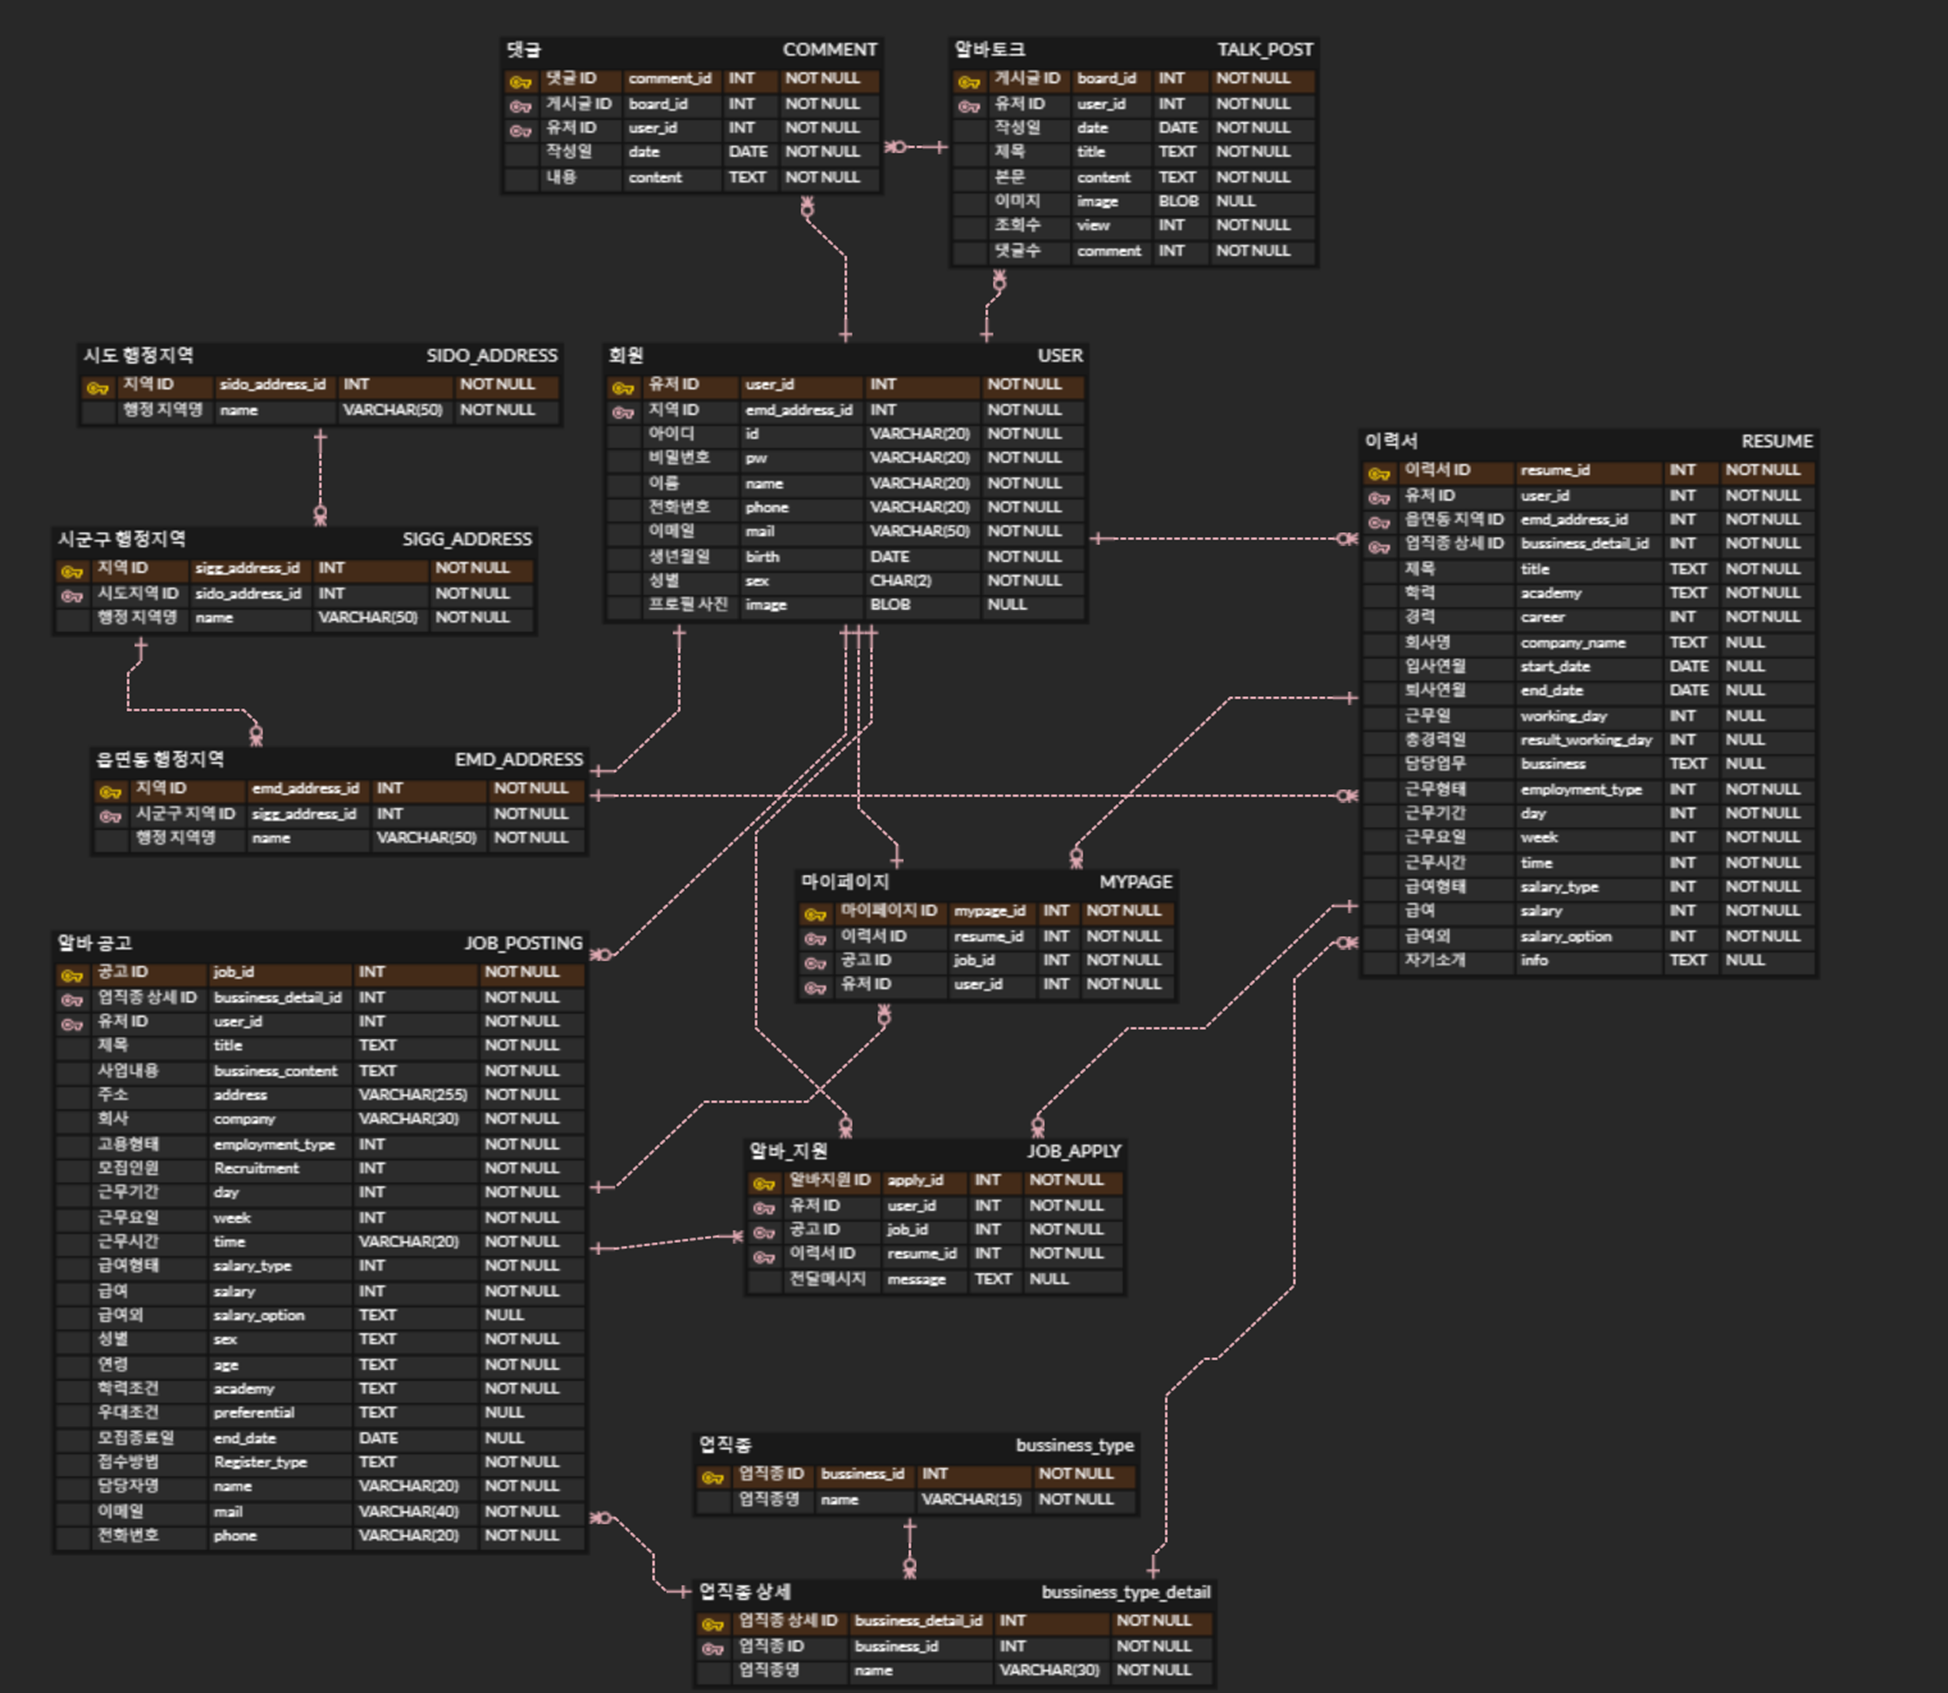 댓글 COMMENT
댓글 ID comment_id INT NOT NULL
게시글 ID board_id INT NOT NULL
유저 ID user_id INT NOT NULL
작성일 date DATE NOT NULL
내용 content TEXT NOT NULL
알바토크 TALK_POST
게시글 ID board_id INT NOT NULL
유저 ID user_id INT NOT NULL
작성일 date DATE NOT NULL
제목 title TEXT NOT NULL
본문 content TEXT NOT NULL
이미지 image BLOB NULL
조회수 view INT NOT NULL
댓글수 comment INT NOT NULL
시도 행정지역 SIDO_ADDRESS
지역 ID sido_address_id INT NOT NULL
행정 지역명 name VARCHAR(50) NOT NULL
회원 USER
유저 ID user_id INT NOT NULL
지역 ID emd_address_id INT NOT NULL
아이디 id VARCHAR(20) NOT NULL
비밀번호 pw VARCHAR(20) NOT NULL
이름 name VARCHAR(20) NOT NULL
전화번호 phone VARCHAR(20) NOT NULL
이메일 mail VARCHAR(50) NOT NULL
생년월일 birth DATE NOT NULL
성별 sex CHAR(2) NOT NULL
프로필 사진 image BLOB NULL
이력서 RESUME
이력서 ID resume_id INT NOT NULL
유저 ID user_id INT NOT NULL
읍면동 지역 ID emd_address_id INT NOT NULL
업직종 상세 ID bussiness_detail_id INT NOT NULL
제목 title TEXT NOT NULL
학력 academy TEXT NOT NULL
경력 career INT NOT NULL
회사명 company_name TEXT NULL
입사연월 start_date DATE NULL
퇴사연월 end_date DATE NULL
근무일 working_day INT NULL
총경력일 result_working_day INT NULL
담당업무 bussiness TEXT NULL
근무형태 employment_type INT NOT NULL
근무기간 day INT NOT NULL
근무요일 week INT NOT NULL
근무시간 time INT NOT NULL
급여형태 salary_type INT NOT NULL
급여 salary INT NOT NULL
급여외 salary_option INT NOT NULL
자기소개 info TEXT NULL
시군구 행정지역 SIGG_ADDRESS
지역 ID sigg_address_id INT NOT NULL
시도지역 ID sido_address_id INT NOT NULL
행정 지역명 name VARCHAR(50) NOT NULL
읍면동 행정지역 EMD_ADDRESS
지역 ID emd_address_id INT NOT NULL
시군구 지역 ID sigg_address_id INT NOT NULL
행정 지역명 name VARCHAR(50) NOT NULL
마이페이지 MYPAGE
마이페이지 ID mypage_id INT NOT NULL
이력서 ID resume_id INT NOT NULL
공고 ID job_id INT NOT NULL
유저 ID user_id INT NOT NULL
알바 공고 JOB_POSTING
공고 ID job_id INT NOT NULL
업직종 상세 ID bussiness_detail_id INT NOT NULL
유저 ID user_id INT NOT NULL
제목 title TEXT NOT NULL
사업내용 bussiness_content TEXT NOT NULL
주소 address VARCHAR(255) NOT NULL
회사 company VARCHAR(30) NOT NULL
고용형태 employment_type INT NOT NULL
모집인원 Recruitment INT NOT NULL
근무기간 day INT NOT NULL
근무요일 week INT NOT NULL
근무시간 time VARCHAR(20) NOT NULL
급여형태 salary_type INT NOT NULL
급여 salary INT NOT NULL
급여외 salary_option TEXT NULL
성별 sex TEXT NOT NULL
연령 age TEXT NOT NULL
학력조건 academy TEXT NOT NULL
우대조건 preferential TEXT NULL
모집종료일 end_date DATE NULL
접수방법 Register_type TEXT NOT NULL
담당자명 name VARCHAR(20) NOT NULL
이메일 mail VARCHAR(40) NOT NULL
전화번호 phone VARCHAR(20) NOT NULL
알바_지원 JOB_APPLY
알바지원 ID apply_id INT NOT NULL
유저 ID user_id INT NOT NULL
공고 ID job_id INT NOT NULL
이력서 ID resume_id INT NOT NULL
전달메시지 message TEXT NULL
업직종 bussiness_type
업직종 ID bussiness_id INT NOT NULL
업직종명 name VARCHAR(15) NOT NULL
업직종 상세 bussiness_type_detail
업직종 상세 ID bussiness_detail_id INT NOT NULL
업직종 ID bussiness_id INT NOT NULL
업직종명 name VARCHAR(30) NOT NULL